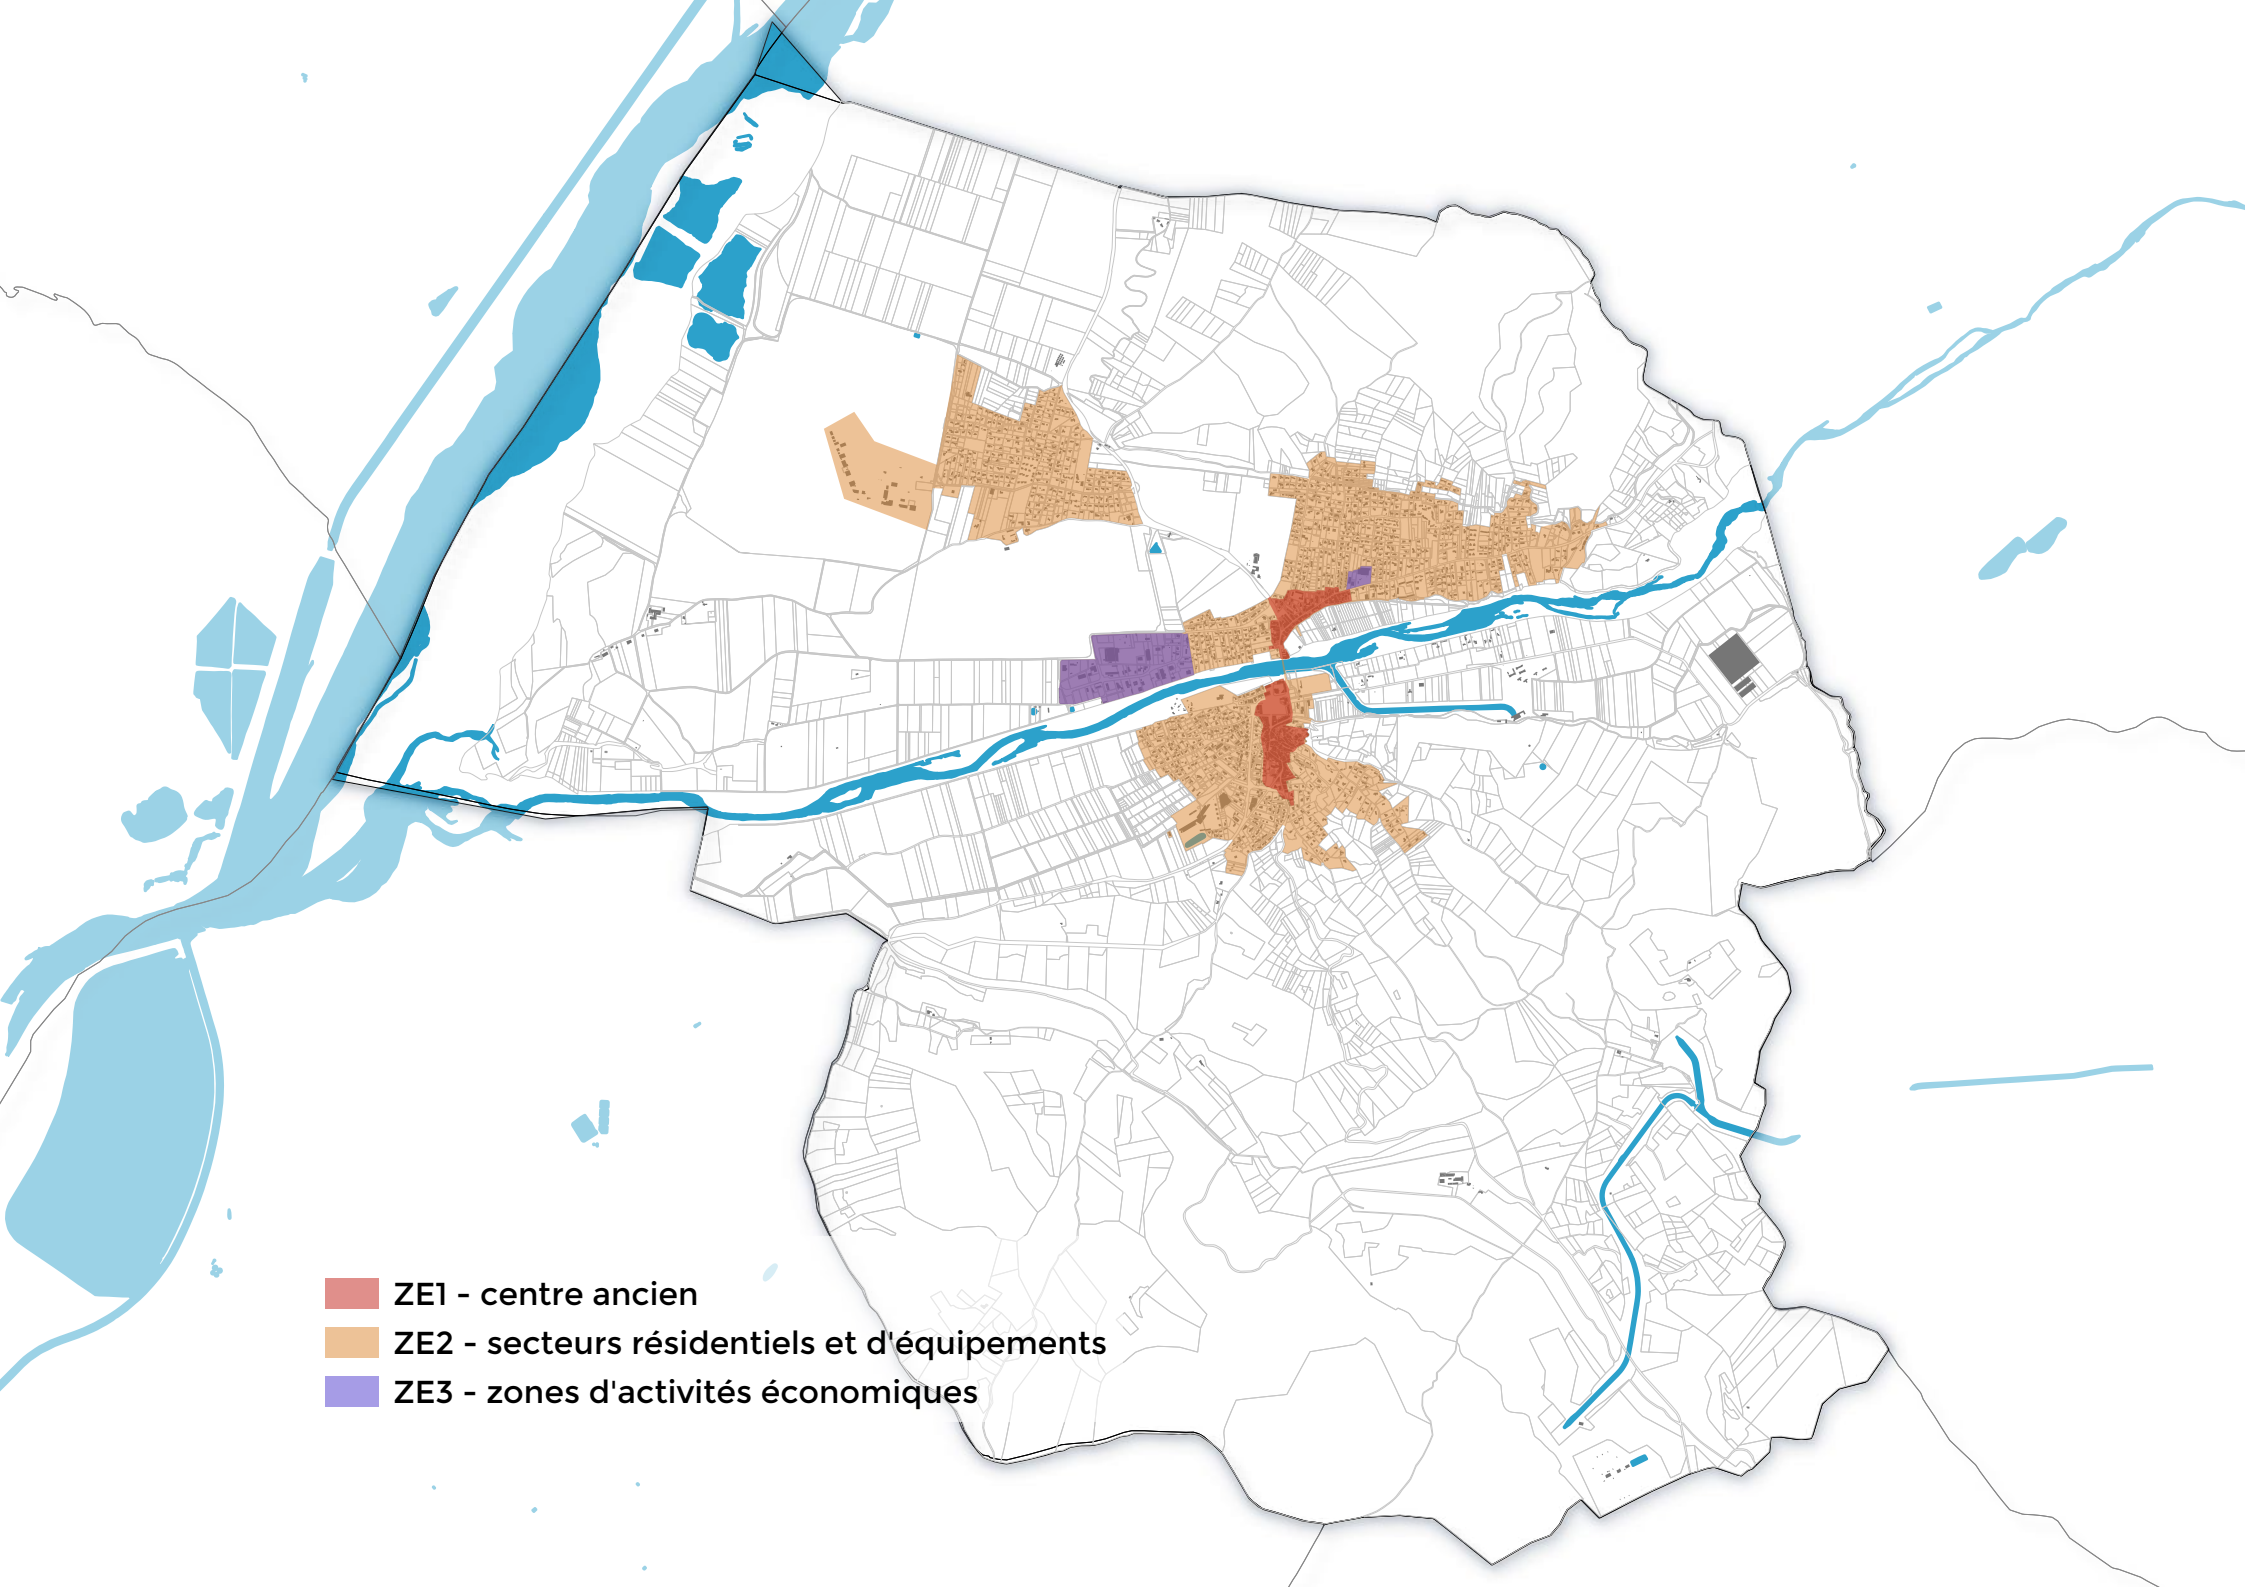 ZE1 - centre ancien
ZE2 - secteurs résidentiels et d'équipements
ZE3 - zones d'activités économiques